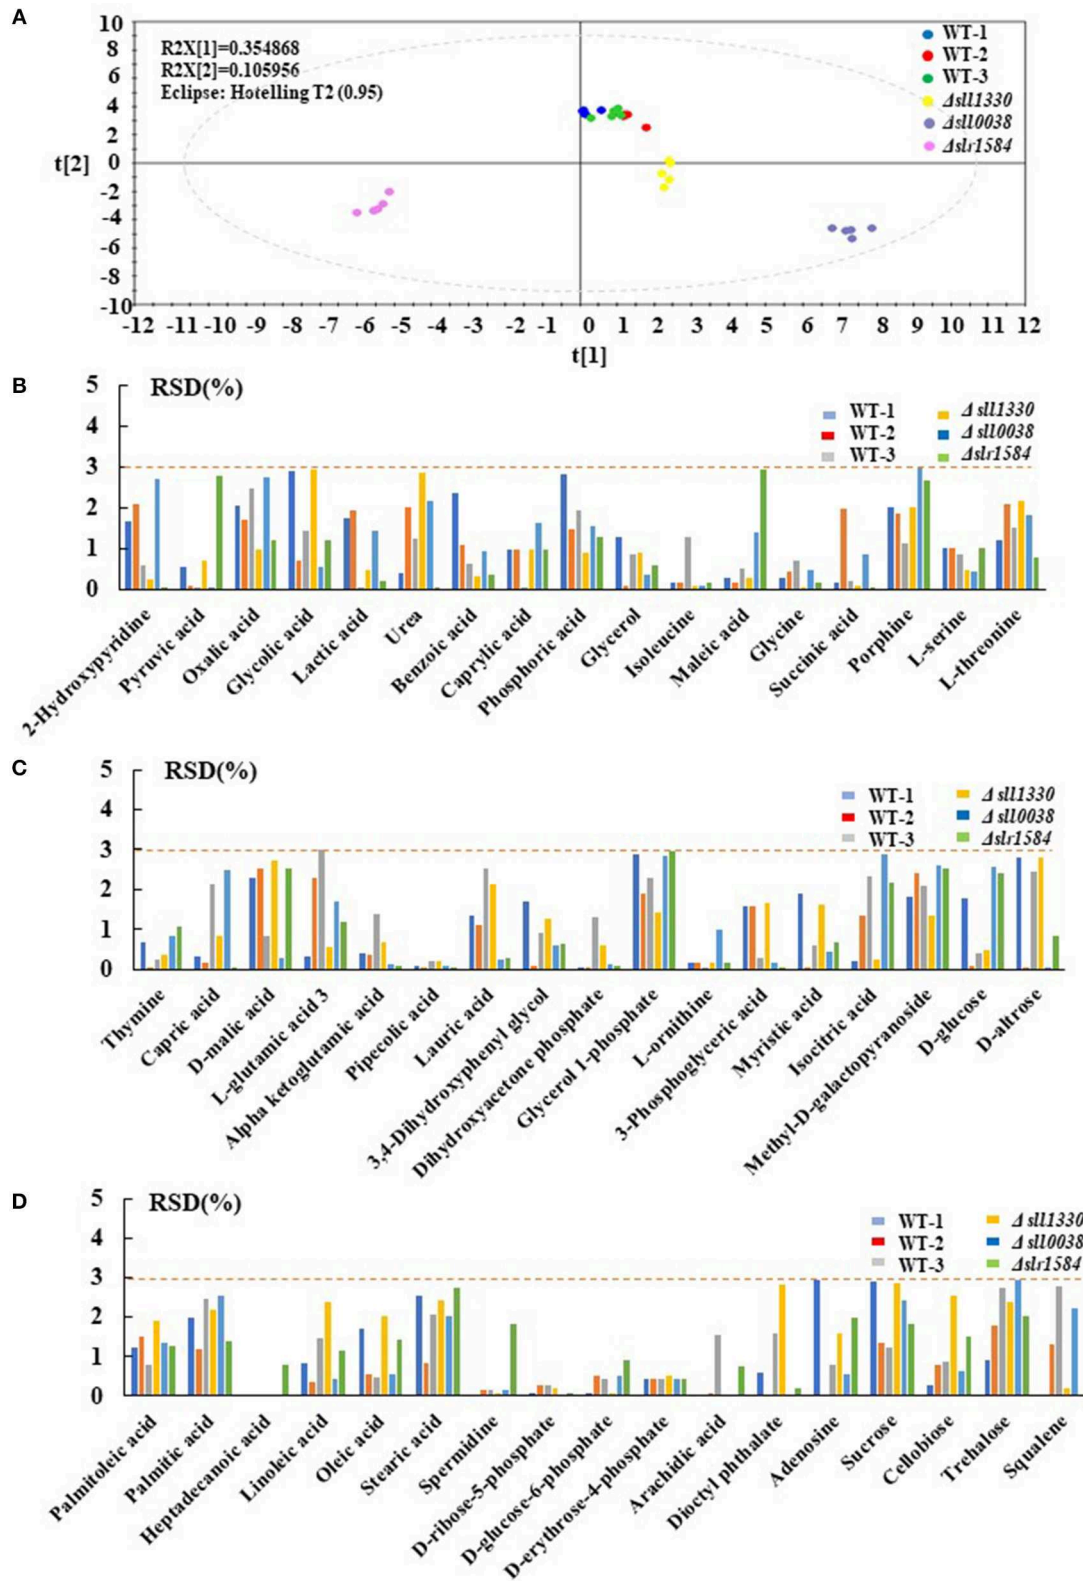 A
10
8
6
4
2
0
-2
-4
-6
-8
-10
t[2]
R2X[1]=0.354868
R2X[2]=0.105956
Eclipse: Hotelling T2 (0.95)
WT-1
WT-2
WT-3
Δsll1330
Δsll0038
Δslr1584
-12 -11 -10 -9 -8 -7 -6 -5 -4 -3 -2 -1 0 1 2 3 4 5 6 7 8 9 10 11 12
t[1]
B
RSD(%)
5
4
3
2
1
0
WT-1
WT-2
WT-3
Δ sll1330
Δ sll0038
Δslr1584
2-Hydroxypyridine
Pyruvic acid
Oxalic acid
Glycolic acid
Lactic acid
Urea
Benzoic acid
Caprylic acid
Phosphoric acid
Glycerol
Isoleucine
Maleic acid
Glycine
Succinic acid
Porphine
L-serine
L-threonine
C
RSD(%)
5
4
3
2
1
0
WT-1
WT-2
WT-3
Δ sll1330
Δ sll0038
Δslr1584
Thymine
Capric acid
D-malic acid
L-glutamic acid 3
Alpha ketoglutamic acid
Pipecolic acid
Lauric acid
3,4-Dihydroxyphenyl glycol
Dihydroxyacetone phosphate
Glycerol 1-phosphate
L-ornithine
3-Phosphoglyceric acid
Myristic acid
Isocitric acid
Methyl-D-galactopyranoside
D-glucose
D-altrose
D
RSD(%)
5
4
3
2
1
0
WT-1
WT-2
WT-3
Δ sll1330
Δ sll0038
Δslr1584
Palmitoleic acid
Palmitic acid
Heptadecanoic acid
Linoleic acid
Oleic acid
Stearic acid
Spermidine
D-ribose-5-phosphate
D-glucose-6-phosphate
D-erythrose-4-phosphate
Arachidic acid
Dioctyl phthalate
Adenosine
Sucrose
Cellobiose
Trehalose
Squalene